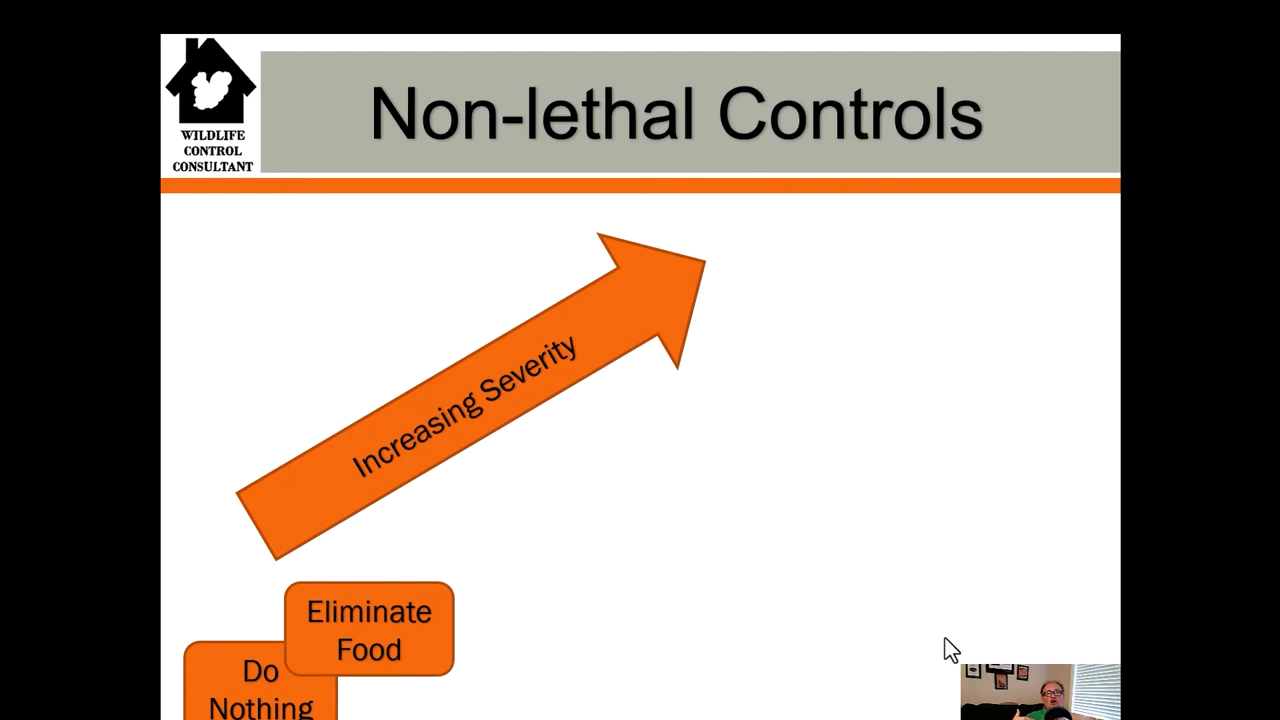 WILDLIFE
CONTROL
CONSULTANT
Non-lethal Controls
Increasing Severity
Eliminate
Food
Do
Nothing